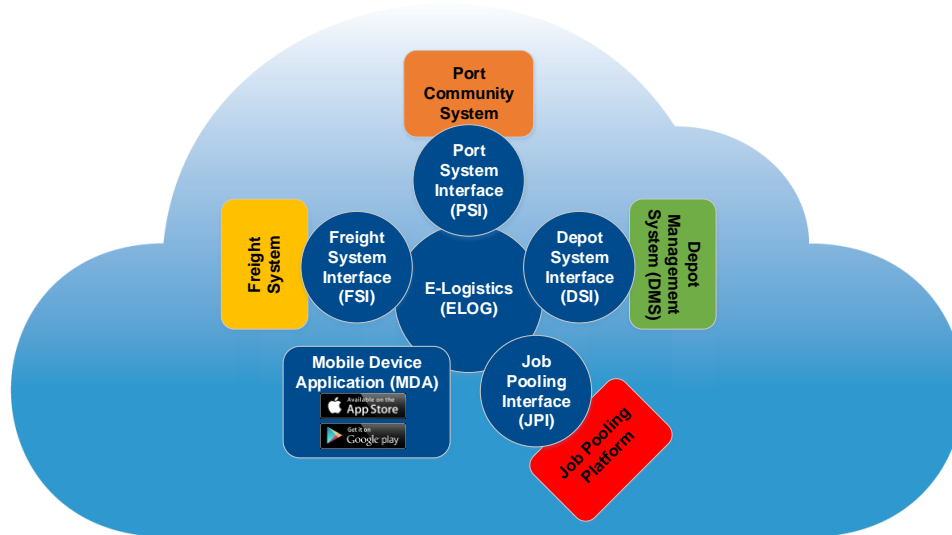 Port
Community
System
Port
System
Interface
(PSI)
Freight
System
Freight
System
Interface
(FSI)
E-Logistics
(ELOG)
Depot
System
Interface
(DSI)
Depot
Management
System (DMS)
Mobile Device
Application (MDA)
Available on the
App Store
Get it on
Google play
Job
Pooling
Interface
(JPI)
Job Pooling
Platform